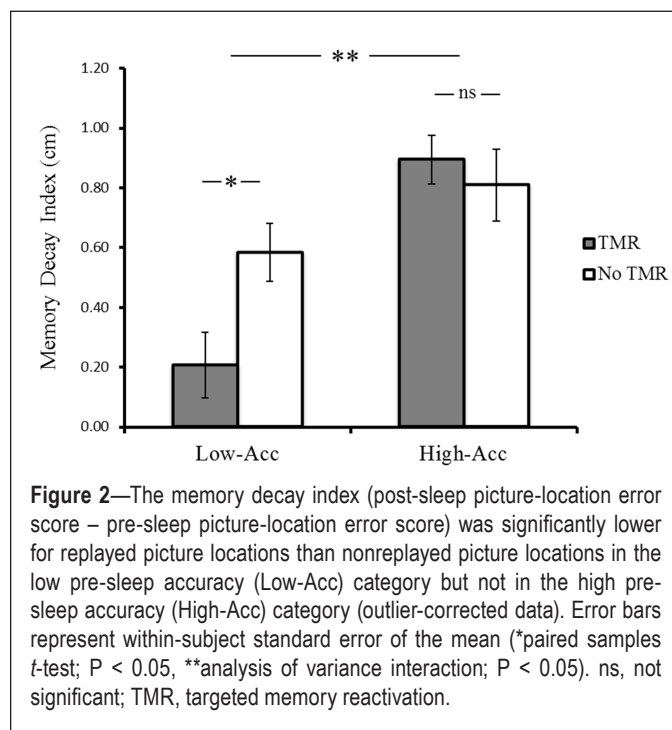 **
1.20
ns
1.00
Memory Decay Index (cm)
0.80
*
TMR
0.60
No TMR
0.40
0.20
0.00
Low-Acc High-Acc
Figure 2—The memory decay index (post-sleep picture-location error
score – pre-sleep picture-location error score) was significantly lower
for replayed picture locations than nonreplayed picture locations in the
low pre-sleep accuracy (Low-Acc) category but not in the high pre-
sleep accuracy (High-Acc) category (outlier-corrected data). Error bars
represent within-subject standard error of the mean (*paired samples
t-test; P < 0.05, **analysis of variance interaction; P < 0.05). ns, not
significant; TMR, targeted memory reactivation.